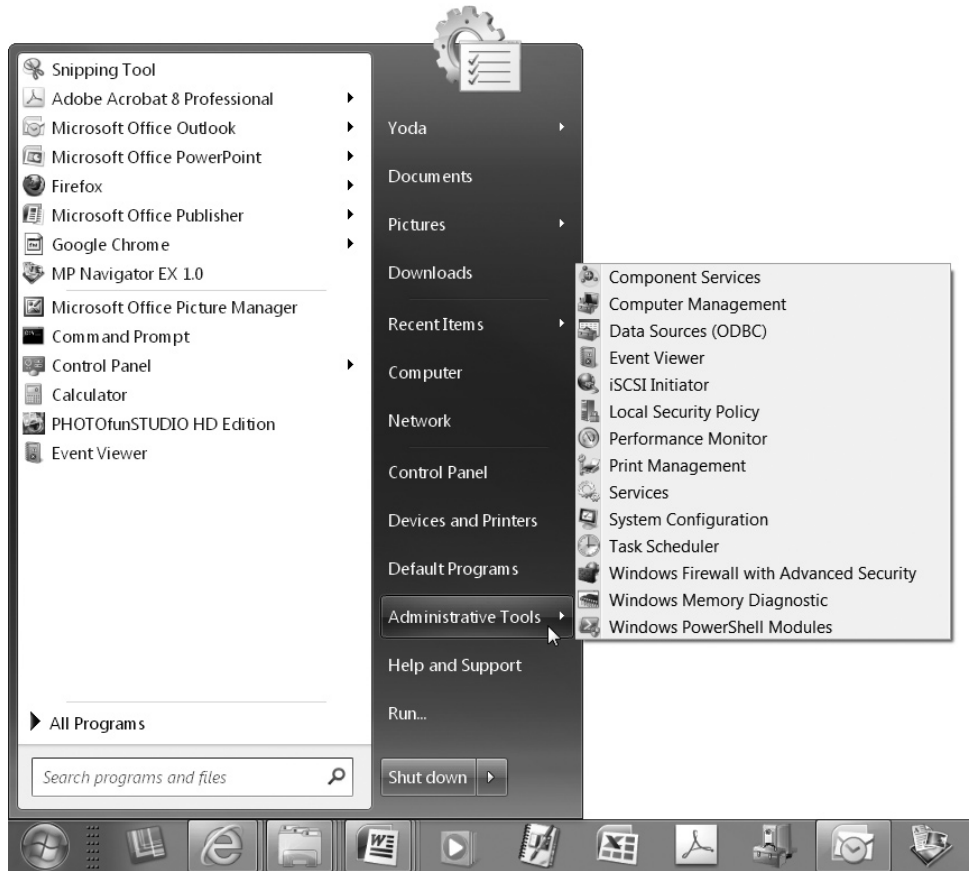 Snipping Tool
Adobe Acrobat 8 Professional
Microsoft Office Outlook
Microsoft Office PowerPoint
Firefox
Microsoft Office Publisher
Google Chrome
MP Navigator EX 1.0
Microsoft Office Picture Manager
Command Prompt
Control Panel
Calculator
PHOTOfunSTUDIO HD Edition
Event Viewer
All Programs
Search programs and files
Yoda
Documents
Pictures
Downloads
Recent Items
Computer
Network
Control Panel
Devices and Printers
Default Programs
Administrative Tools
Help and Support
Run...
Shut down
Component Services
Computer Management
Data Sources (ODBC)
Event Viewer
iSCSI Initiator
Local Security Policy
Performance Monitor
Print Management
Services
System Configuration
Task Scheduler
Windows Firewall with Advanced Security
Windows Memory Diagnostic
Windows PowerShell Modules